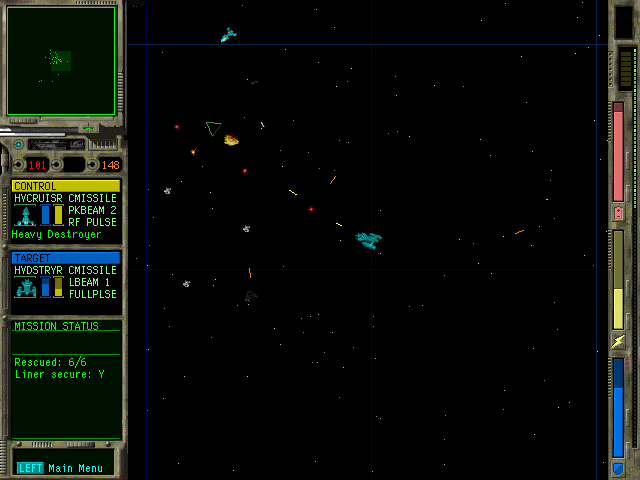 101 148
CONTROL
HVCRUISR CMISSILE
PKBEAM 2
RF PULSE
Heavy Destroyer
TARGET
HVDSTRYR CMISSILE
LBEAM 1
FULLPLSE
MISSION STATUS
Rescued: 6/6
Liner secure: Y
LEFT Main Menu